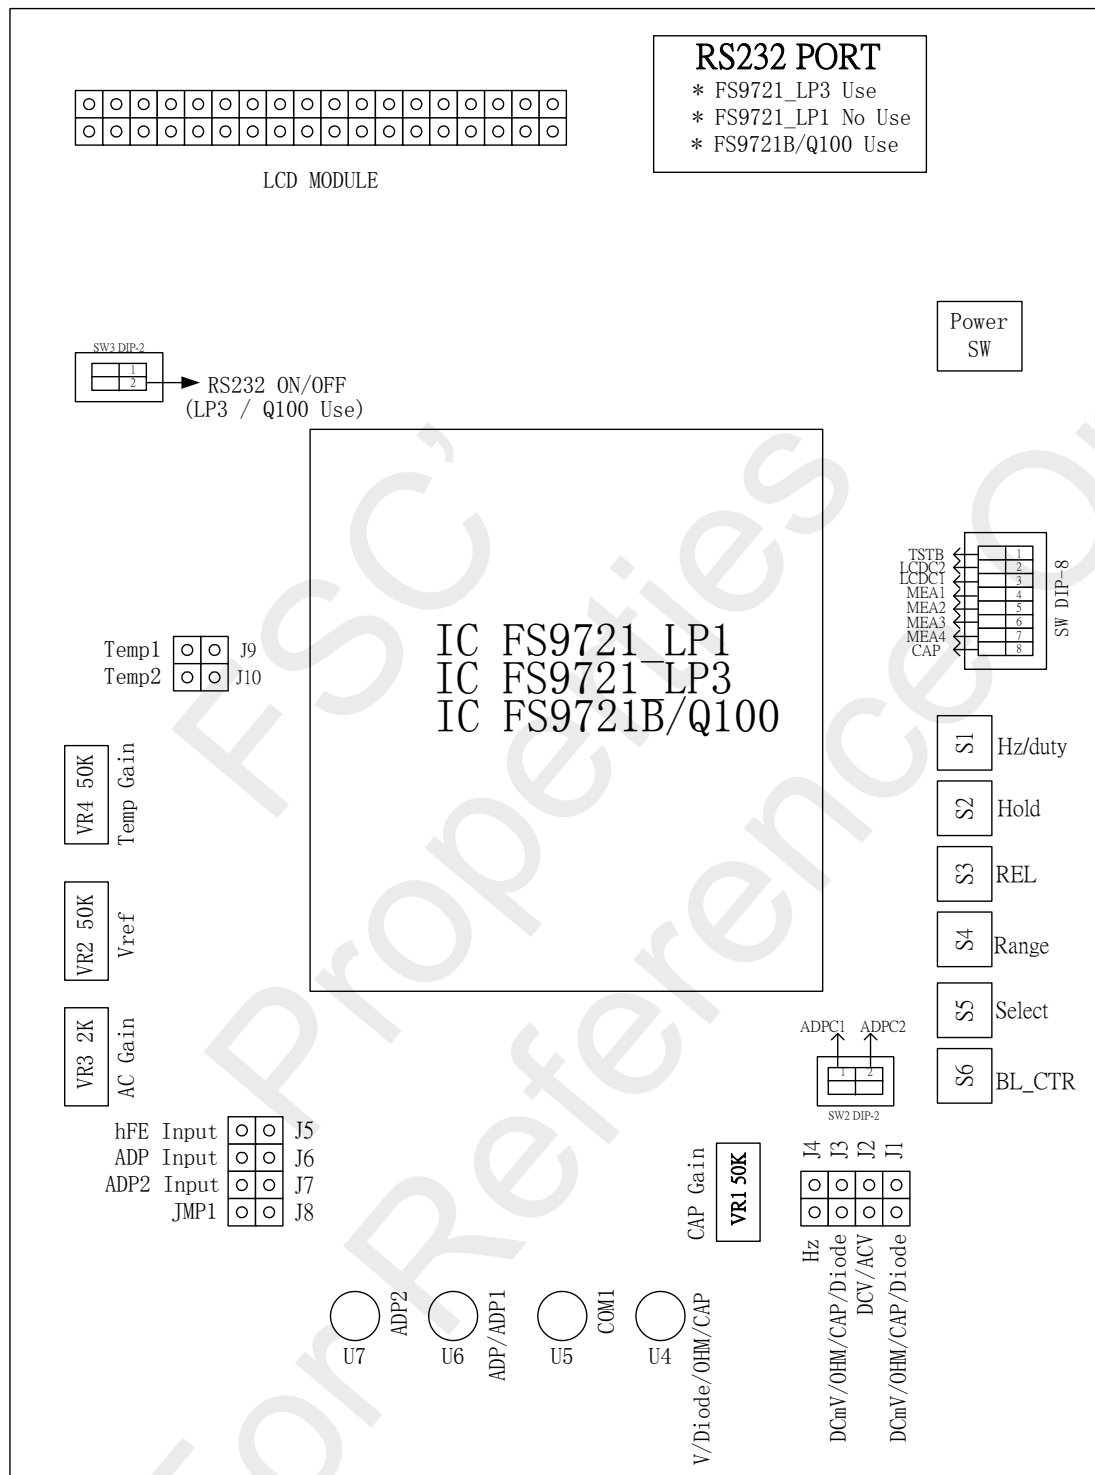 RS232 PORT
* FS9721_LP3 Use
* FS9721_LP1 No Use
* FS9721B/Q100 Use
LCD MODULE
Power
SW
SW3 DIP-2
1
2
RS232 ON/OFF
(LP3 / Q100 Use)
TSTB 1
LCDC2 2
LCDC1 3
MEA1 4
MEA2 5
MEA3 6
MEA4 7
CAP 8
SW DIP-8
IC FS9721_LP1
IC FS9721_LP3
IC FS9721B/Q100
Temp1 J9
Temp2 J10
S1 Hz/duty
S2 Hold
S3 REL
S4 Range
S5 Select
S6 BL_CTR
VR4 50K
Temp Gain
VR2 50K
Vref
VR3 2K
AC Gain
ADPC1 ADPC2
1 2
SW2 DIP-2
hFE Input J5
ADP Input J6
ADP2 Input J7
JMP1 J8
CAP Gain
VR1 50K
J4
J3
J2
J1
Hz
DCmV/OHM/CAP/Diode
DCV/ACV
DCmV/OHM/CAP/Diode
U7
ADP2
U6
ADP/ADP1
U5
COM1
U4
V/Diode/OHM/CAP
FSC'
Properties
For Reference